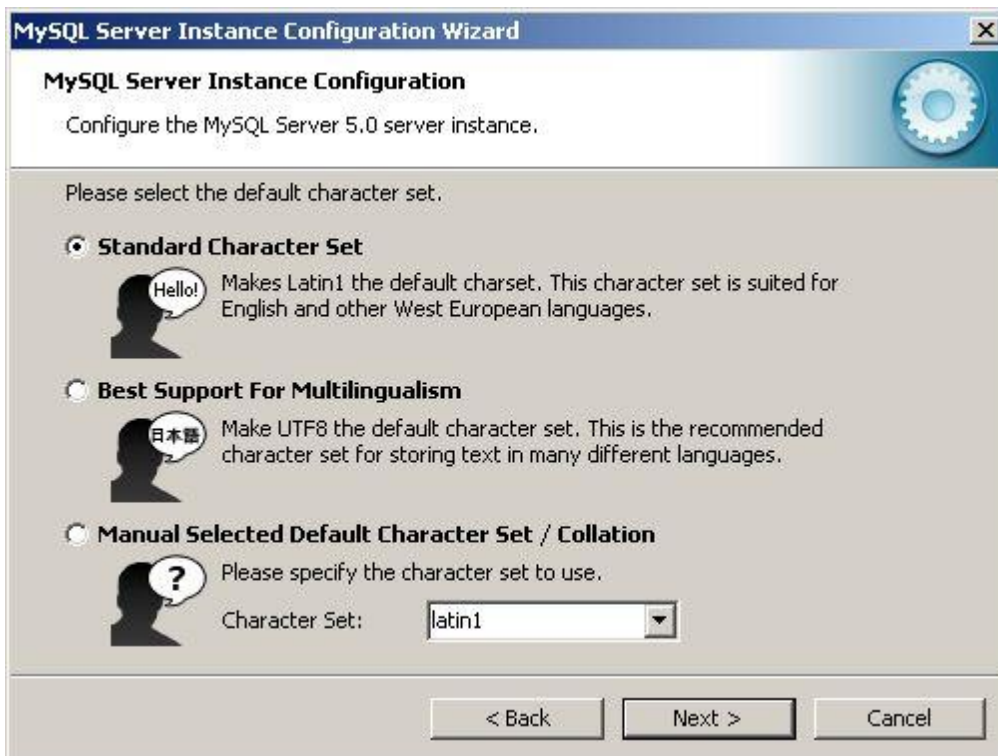 MySQL Server Instance Configuration Wizard
MySQL Server Instance Configuration
Configure the MySQL Server 5.0 server instance.
Please select the default character set.
Standard Character Set
Hello!
Makes Latin1 the default charset. This character set is suited for
English and other West European languages.
Best Support For Multilingualism
日本語
Make UTF8 the default character set. This is the recommended
character set for storing text in many different languages.
Manual Selected Default Character Set / Collation
?
Please specify the character set to use.
Character Set: latin1
< Back Next > Cancel